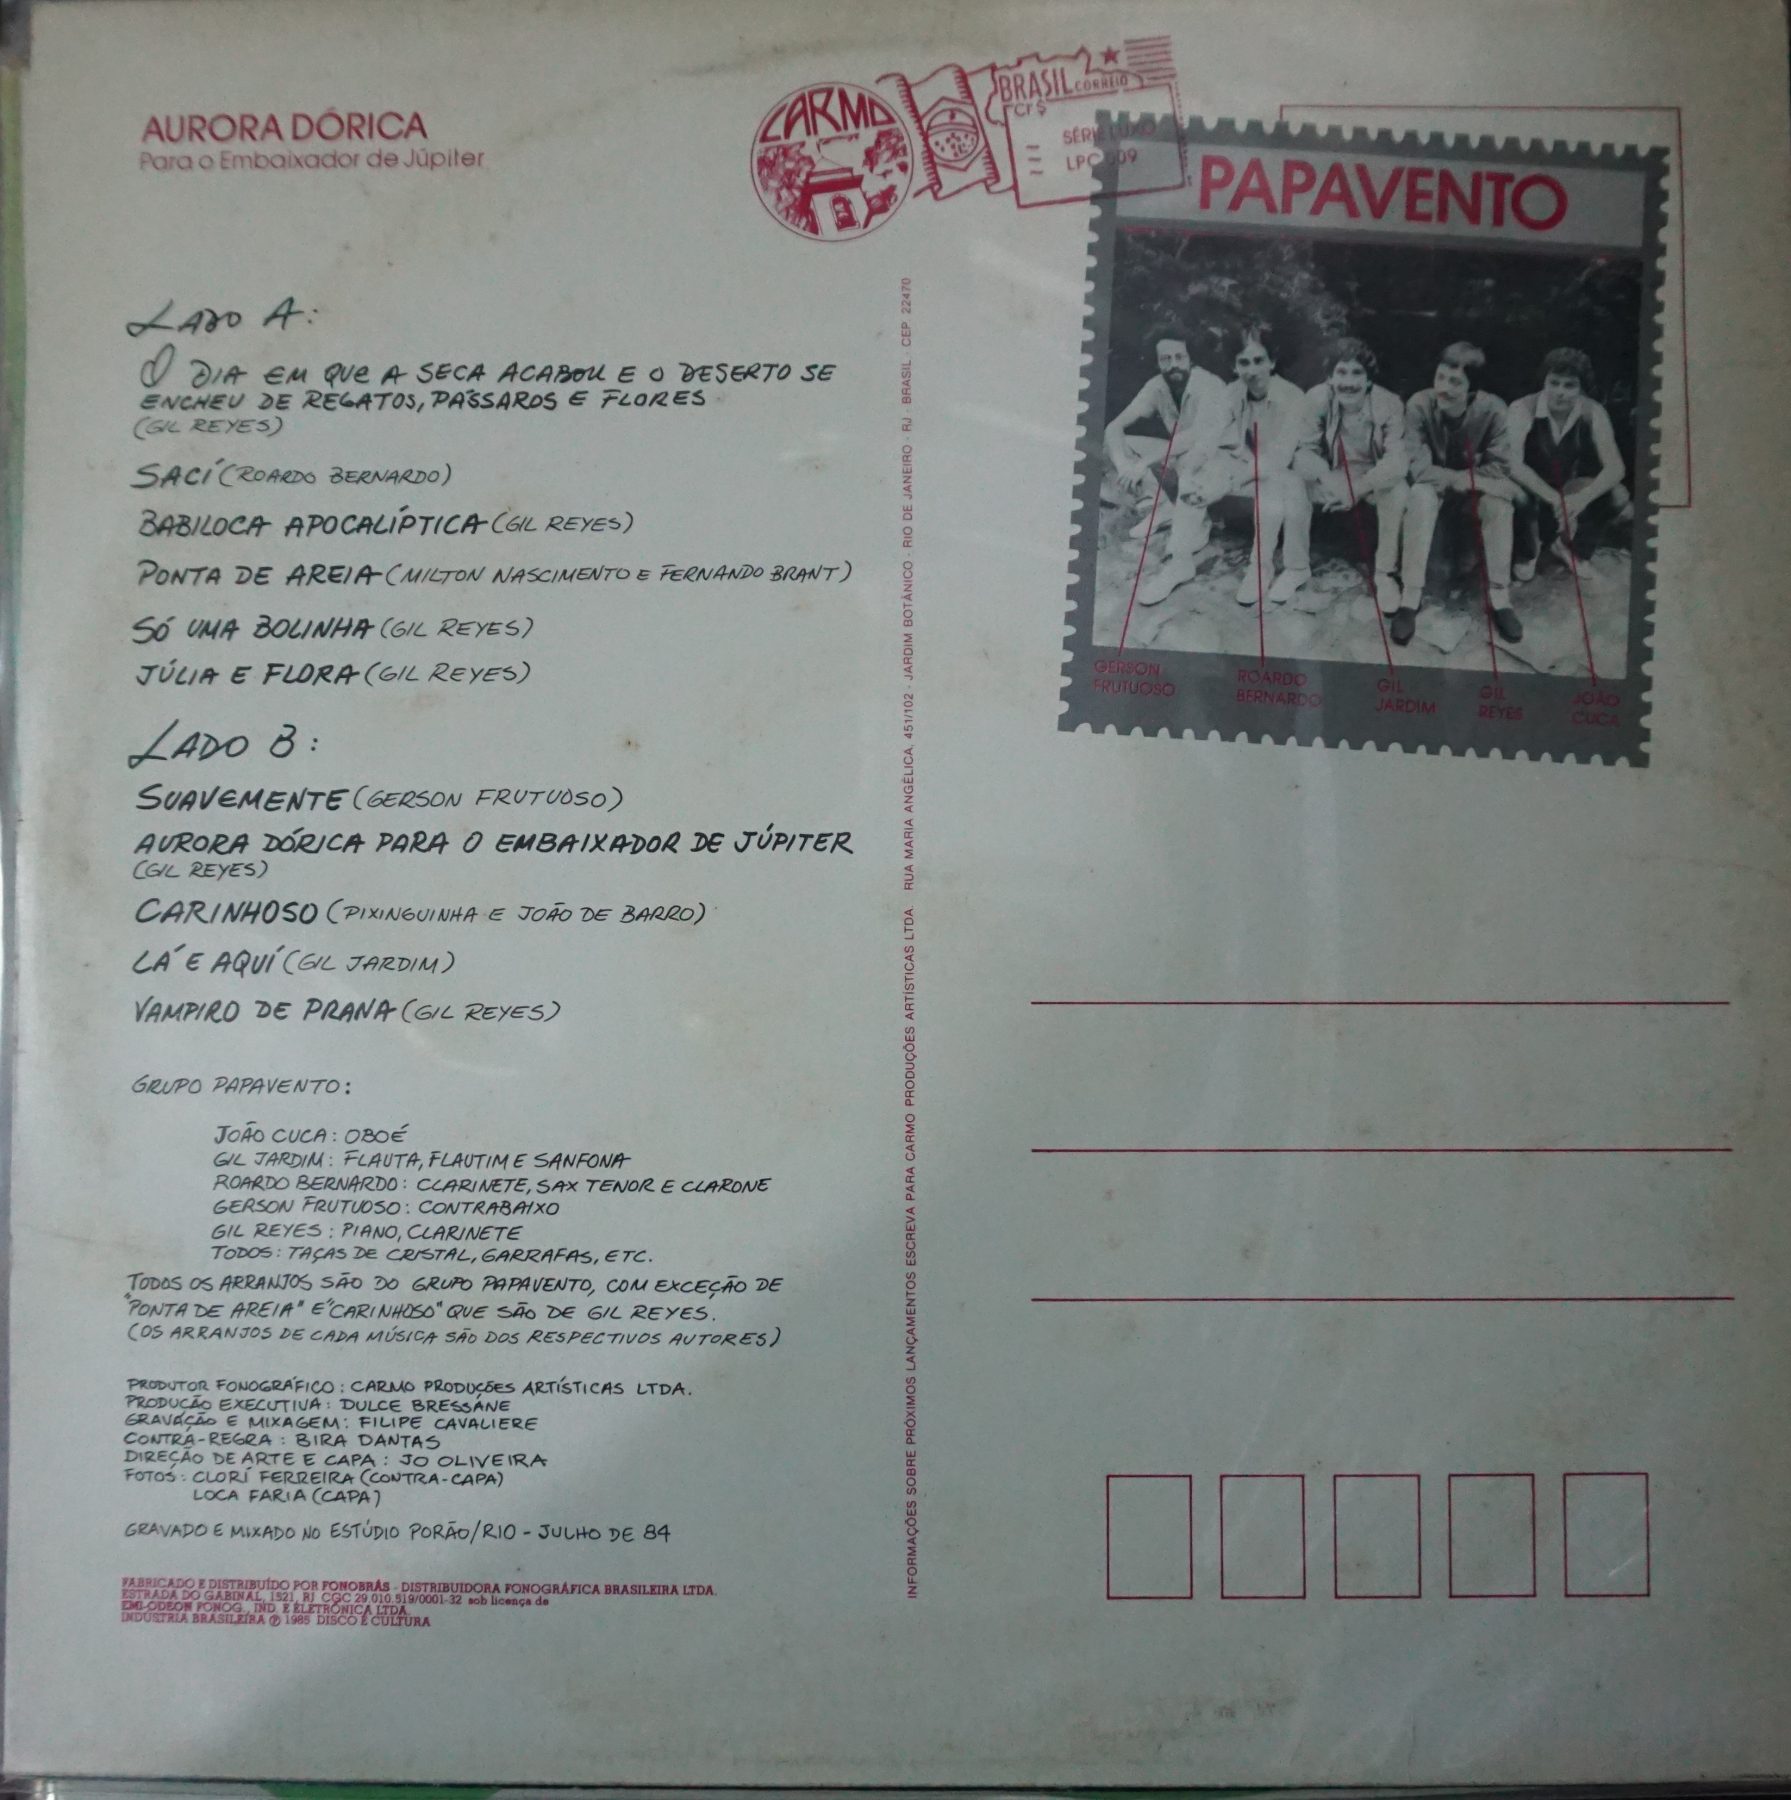 AURORA DÓRICA
Para o Embaixador de Júpiter
CARMO
BRASIL CORREIO
Cr$
SÉRIE LUXO
LPC 009
PAPAVENTO
GERSON FRUTUOSO
ROARDO BERNARDO
GIL JARDIM
GIL REYES
JOÃO CUCA
LADO A:
O DIA EM QUE A SECA ACABOU E O DESERTO SE
ENCHEU DE REGATOS, PÁSSAROS E FLORES
(GIL REYES)
SACÍ (ROARDO BERNARDO)
BABILOCA APOCALÍPTICA (GIL REYES)
PONTA DE AREIA (MILTON NASCIMENTO E FERNANDO BRANT)
SÓ UMA BOLINHA (GIL REYES)
JÚLIA E FLORA (GIL REYES)
LADO B:
SUAVEMENTE (GERSON FRUTUOSO)
AURORA DÓRICA PARA O EMBAIXADOR DE JÚPITER
(GIL REYES)
CARINHOSO (PIXINGUINHA E JOÃO DE BARRO)
LÁ E AQUÍ (GIL JARDIM)
VAMPIRO DE PRANA (GIL REYES)
GRUPO PAPAVENTO:
JOÃO CUCA: OBOÉ
GIL JARDIM: FLAUTA, FLAUTIM E SANFONA
ROARDO BERNARDO: CLARINETE, SAX TENOR E CLARONE
GERSON FRUTUOSO: CONTRABAIXO
GIL REYES: PIANO, CLARINETE
TODOS: TAÇAS DE CRISTAL, GARRAFAS, ETC.
TODOS OS ARRANJOS SÃO DO GRUPO PAPAVENTO, COM EXCEÇÃO DE
"PONTA DE AREIA" E "CARINHOSO" QUE SÃO DE GIL REYES.
(OS ARRANJOS DE CADA MÚSICA SÃO DOS RESPECTIVOS AUTORES)
PRODUTOR FONOGRÁFICO: CARMO PRODUÇÕES ARTÍSTICAS LTDA.
PRODUCÃO EXECUTIVA: DULCE BRESSANE
GRAVAÇÃO E MIXAGEM: FILIPE CAVALIERE
CONTRA-REGRA: BIRA DANTAS
DIREÇÃO DE ARTE E CAPA: JO OLIVEIRA
FOTOS: CLORÍ FERREIRA (CONTRA-CAPA)
LOCA FARIA (CAPA)
GRAVADO E MIXADO NO ESTÚDIO PORÃO/RIO - JULHO DE 84
FABRICADO E DISTRIBUÍDO POR FONOBRÁS - DISTRIBUIDORA FONOGRÁFICA BRASILEIRA LTDA.
ESTRADA DO GABINAL, 1521, RJ CGC 29.010.519/0001-32 sob licença de
EMI-ODEON FONOG., IND. E ELETRÔNICA LTDA.
INDÚSTRIA BRASILEIRA ℗ 1985 DISCO É CULTURA
INFORMAÇÕES SOBRE PRÓXIMOS LANÇAMENTOS ESCREVA PARA CARMO PRODUÇÕES ARTÍSTICAS LTDA. RUA MARIA ANGÉLICA, 451/102 - JARDIM BOTÂNICO - RIO DE JANEIRO - RJ - BRASIL - CEP. 22470